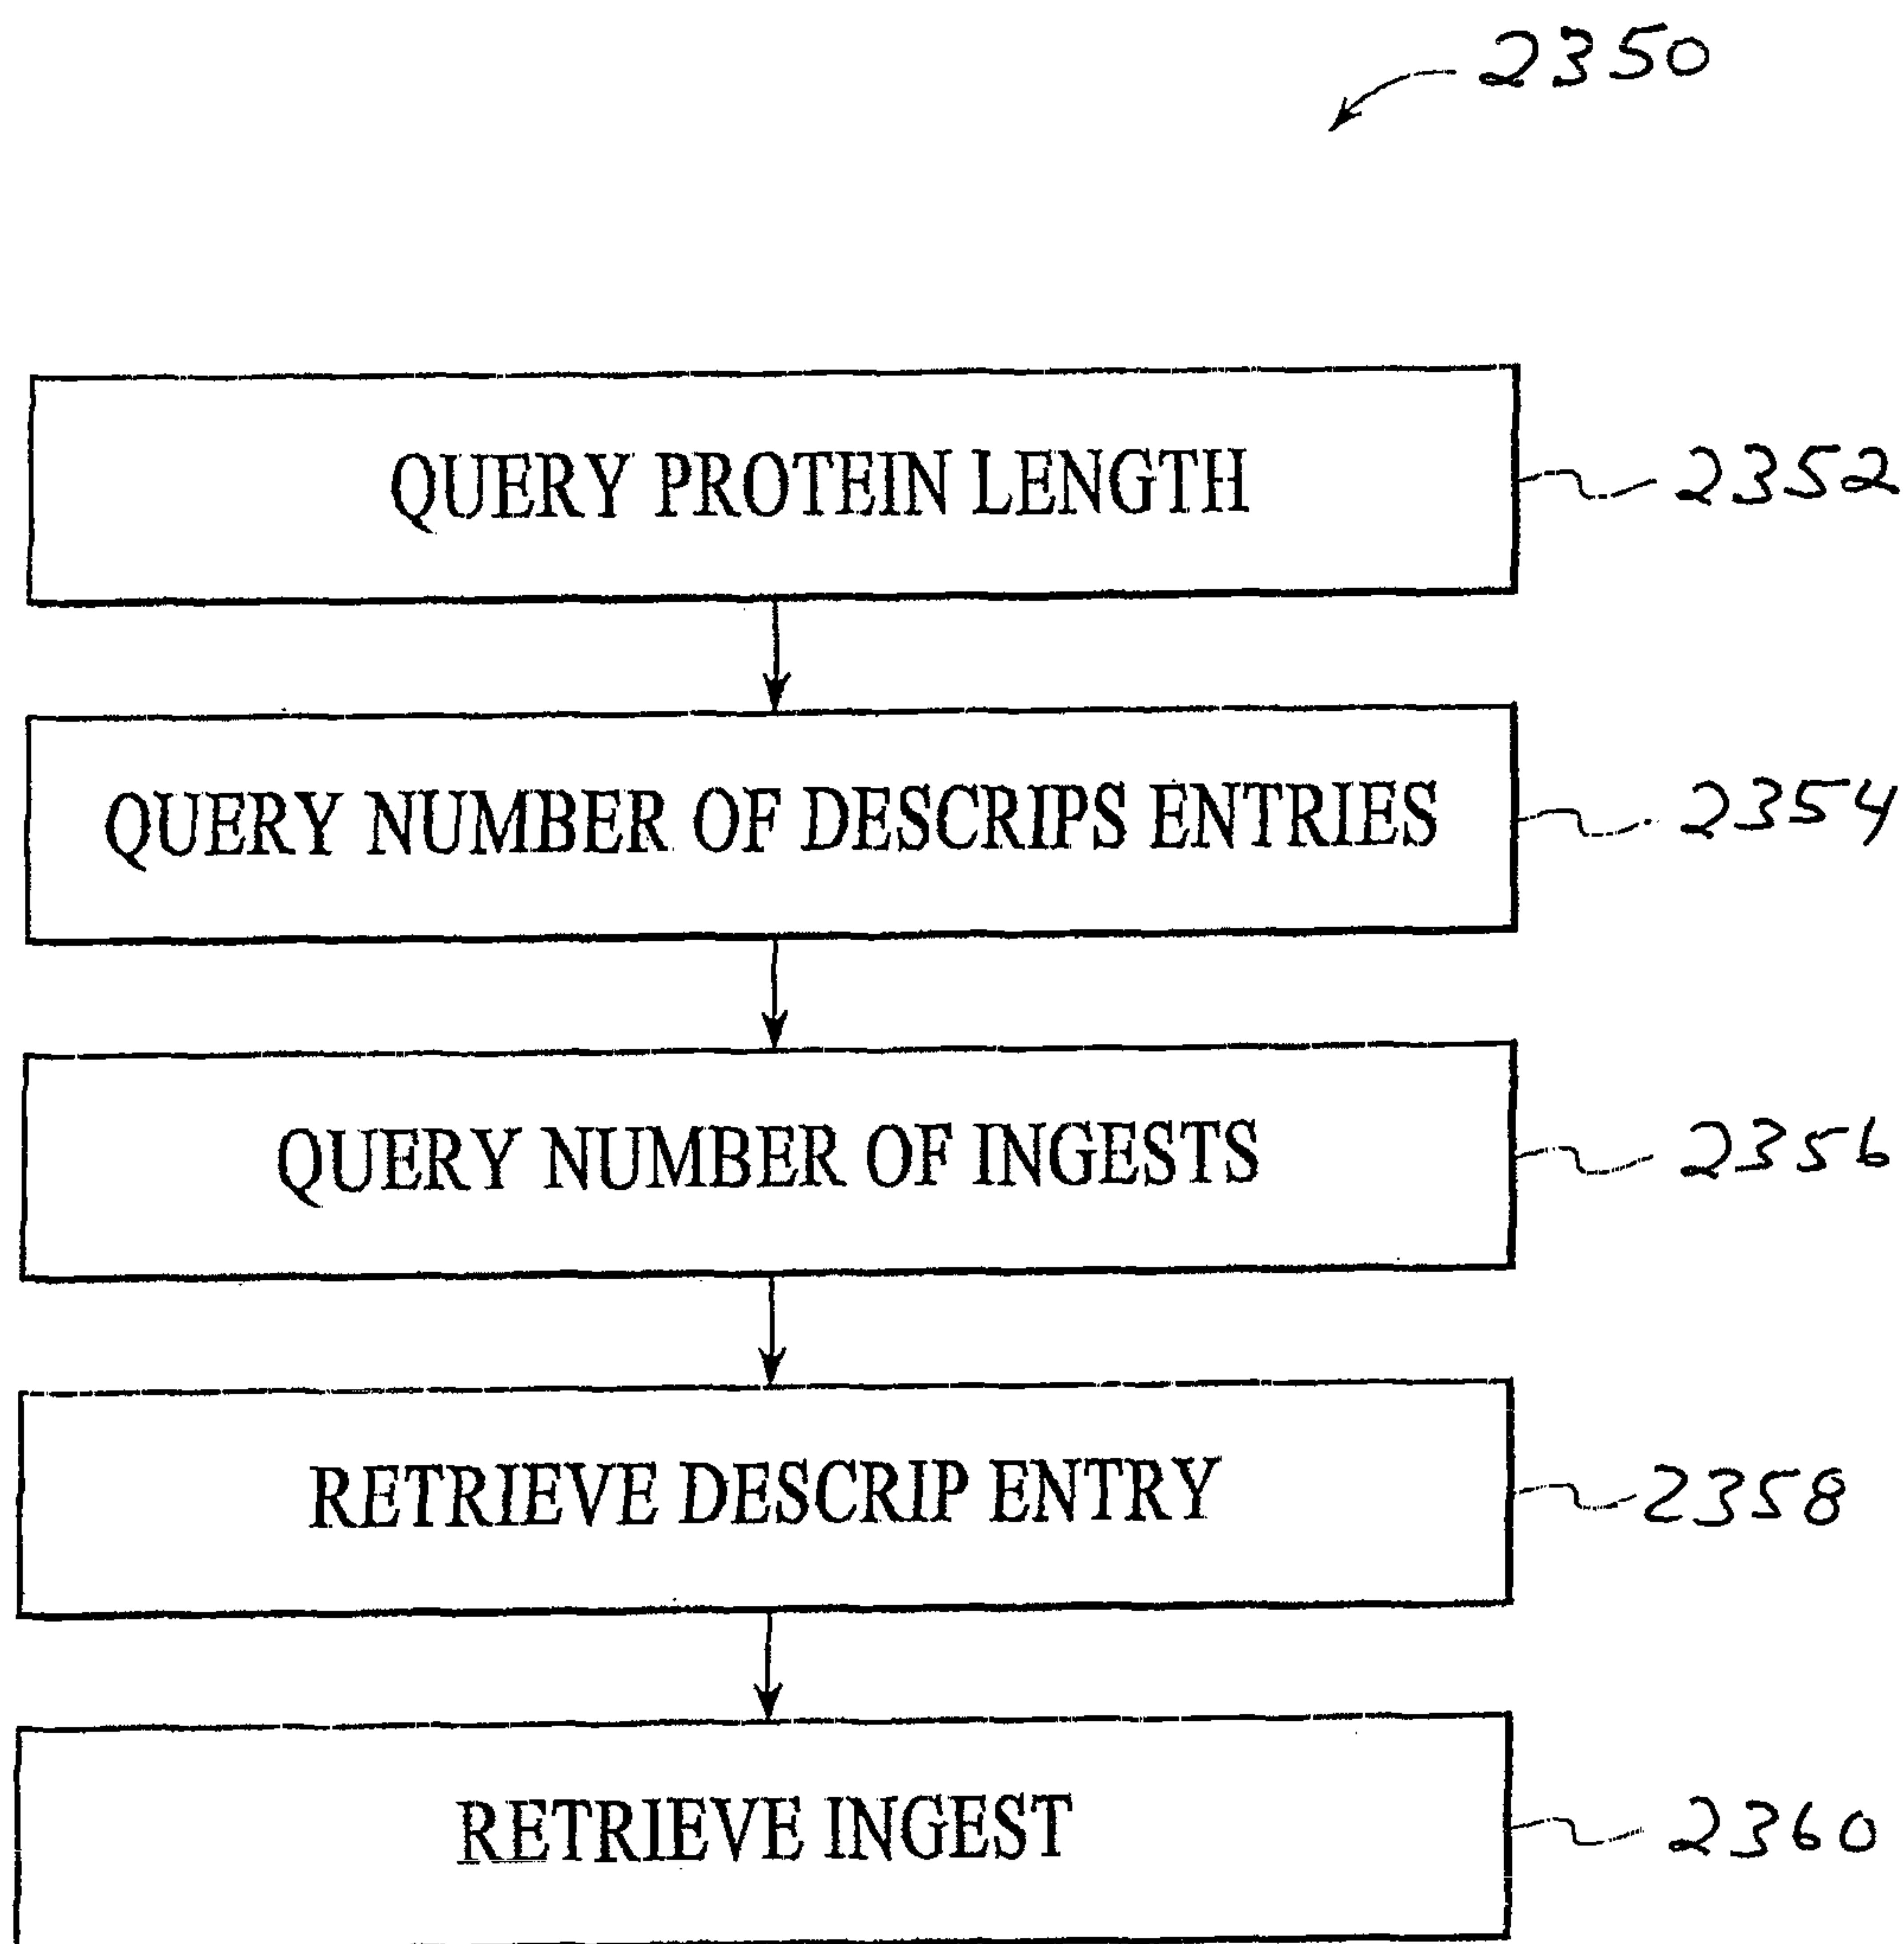 2350
QUERY PROTEIN LENGTH
2352
QUERY NUMBER OF DESCRIPS ENTRIES
2354
QUERY NUMBER OF INGESTS
2356
RETRIEVE DESCRIP ENTRY
2358
RETRIEVE INGEST
2360